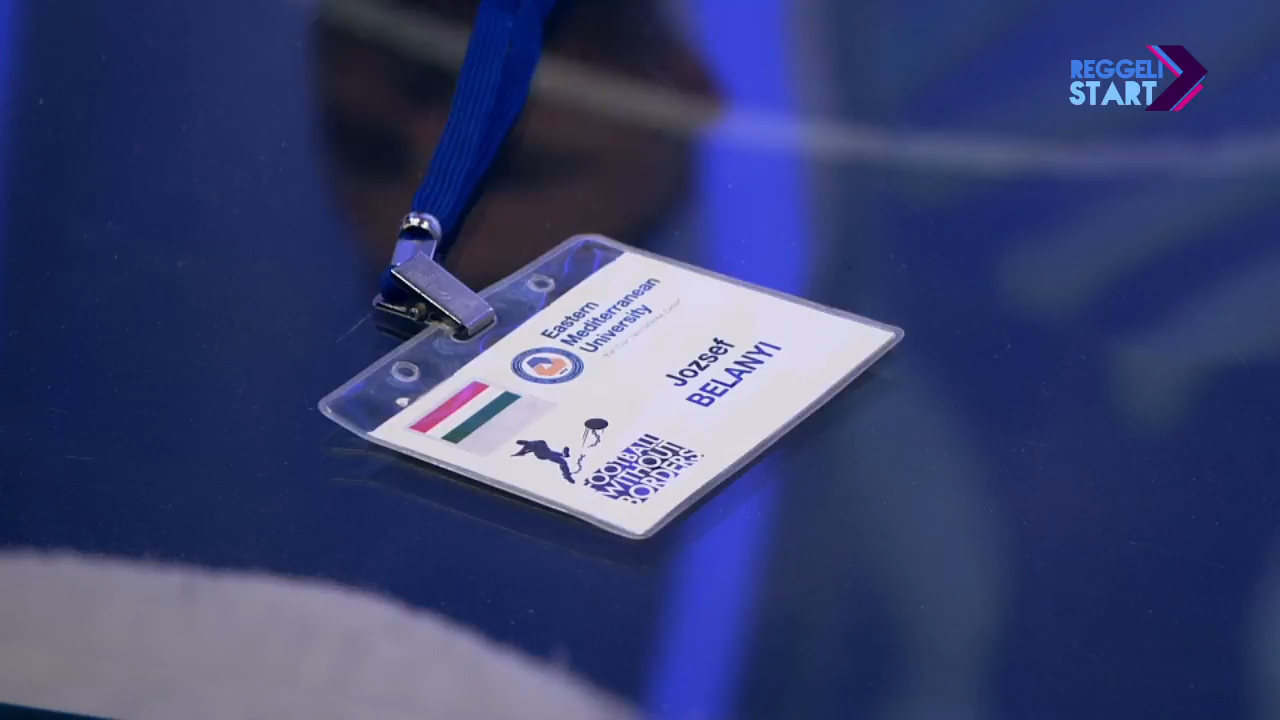 REGGELI
START
Eastern
Mediterranean
University
Jozsef
BELANYI
FOOTBALL
WITHOUT
BORDERS